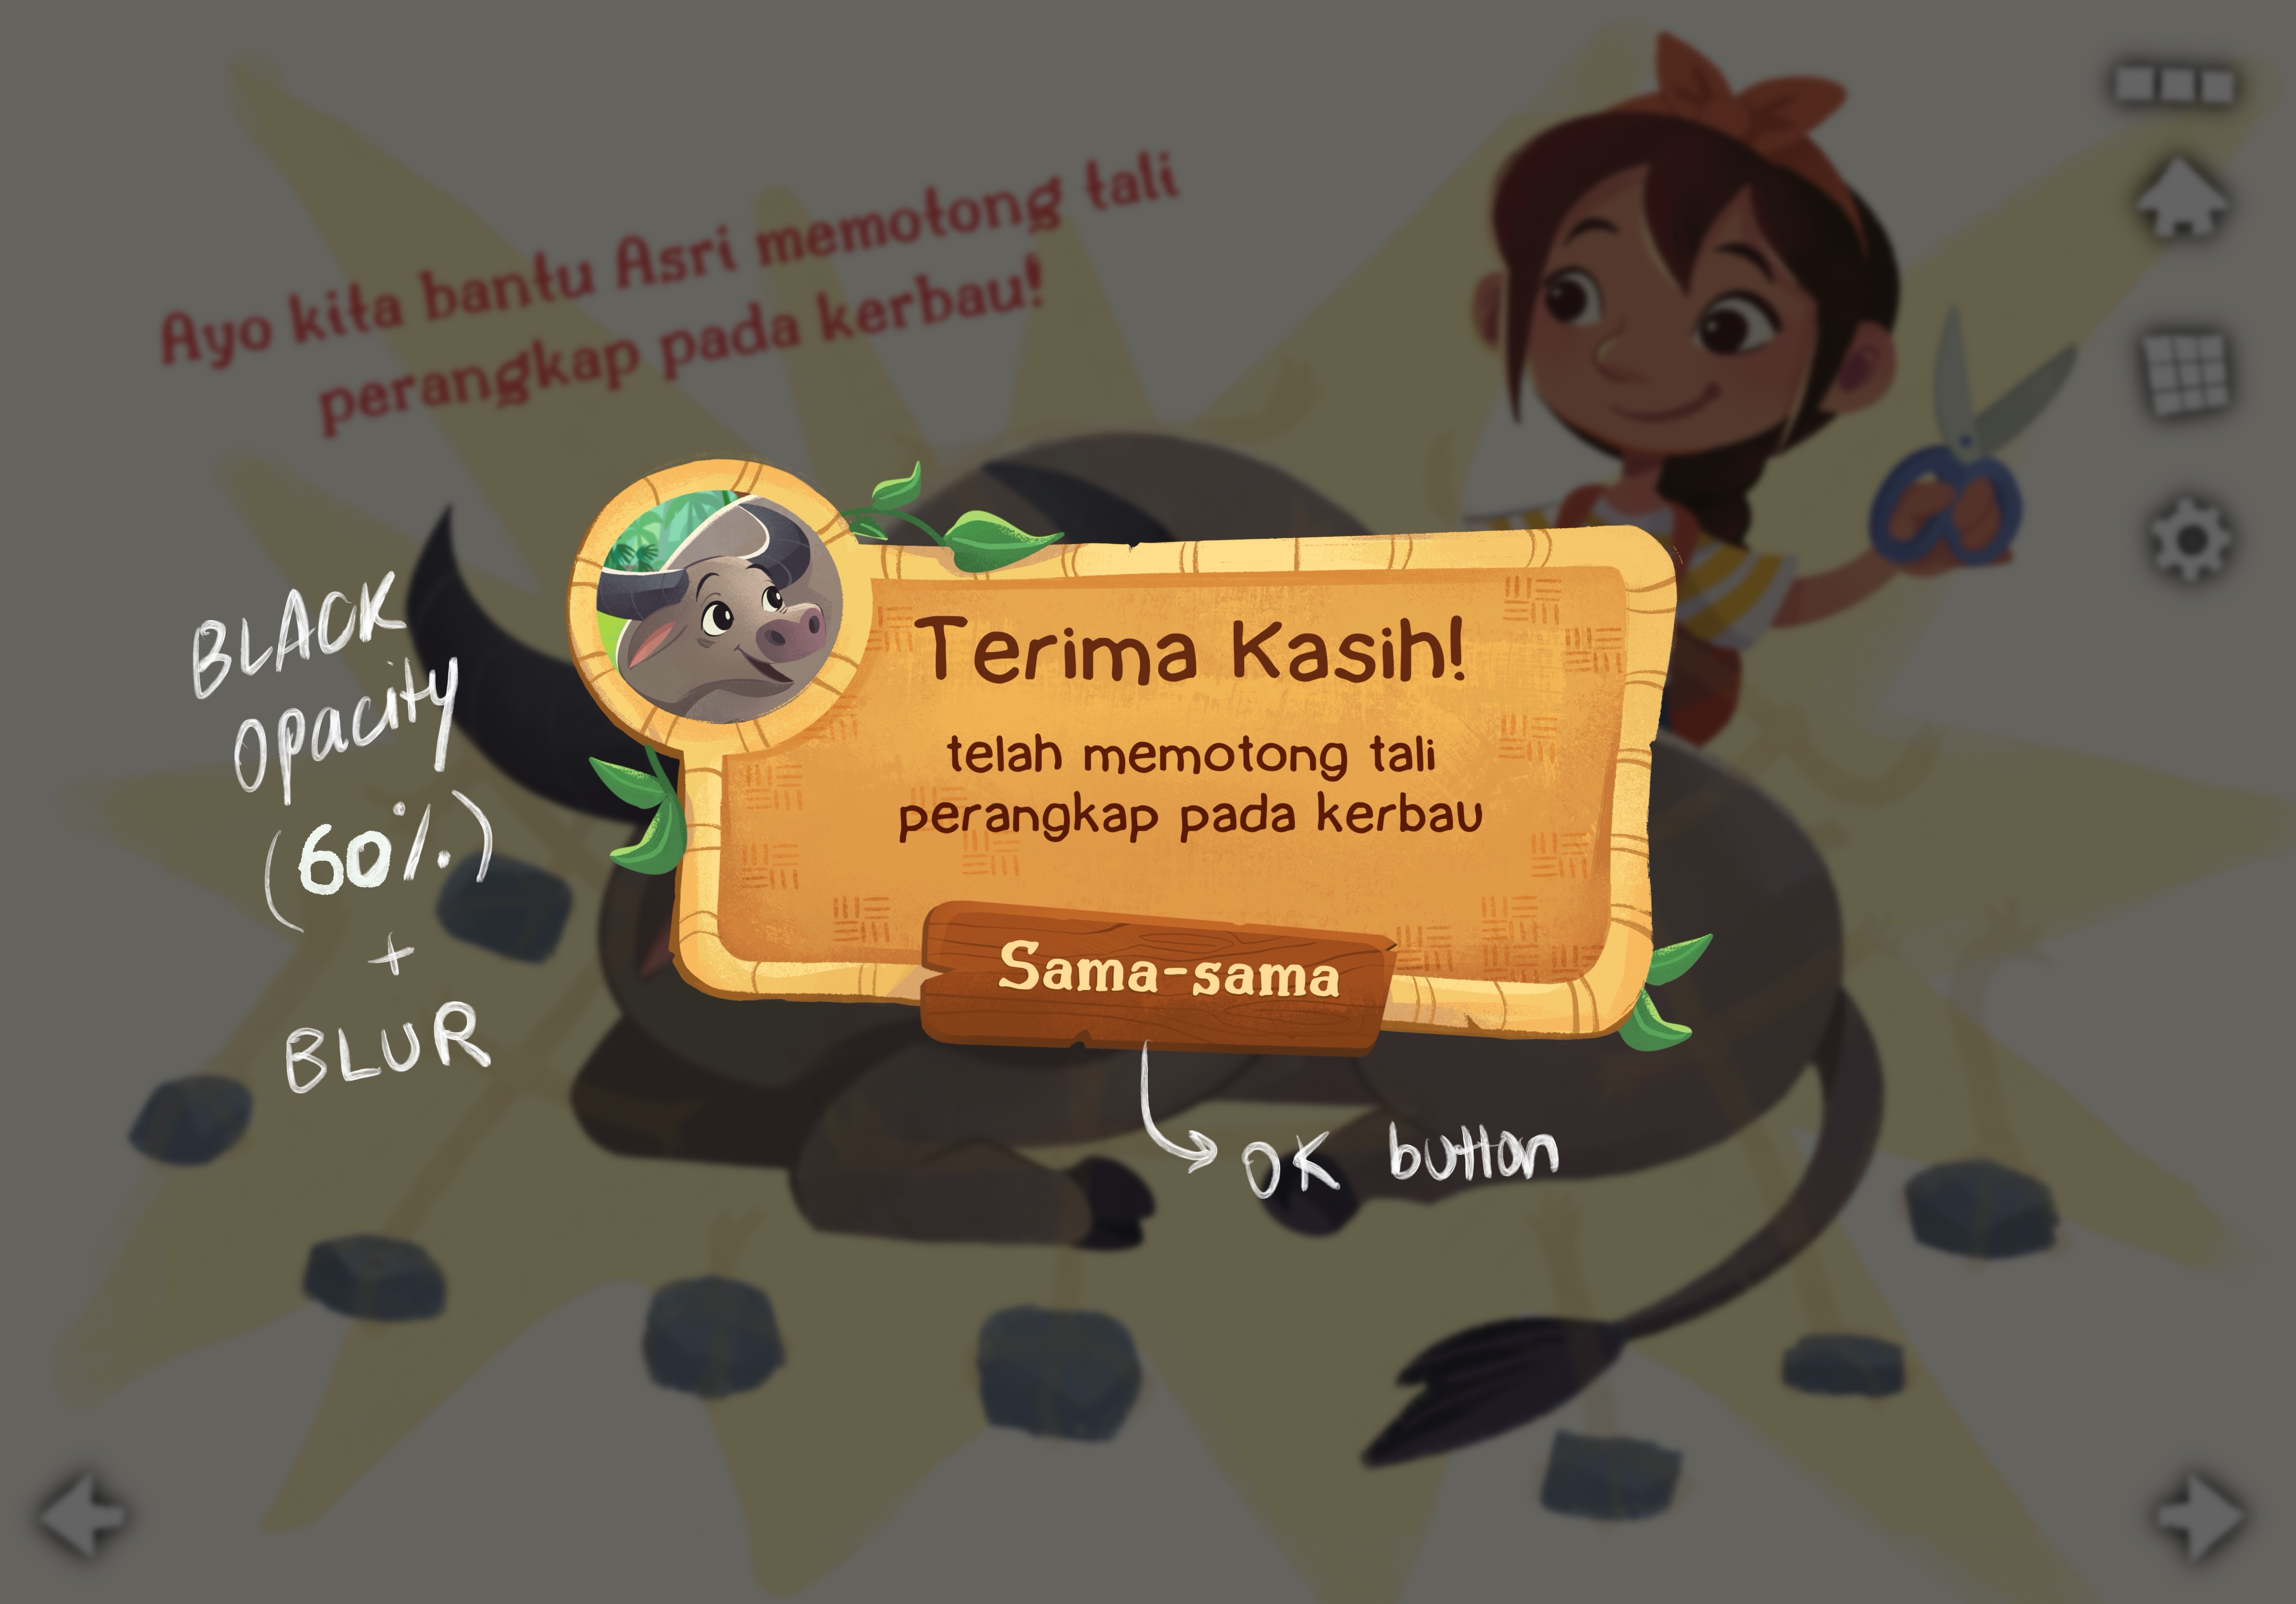 Ayo kita bantu Asri memotong tali
perangkap pada kerbau!
Terima Kasih!
telah memotong tali
perangkap pada kerbau
Sama-sama
BLACK
opacity
(60%)
+
BLUR
OK button